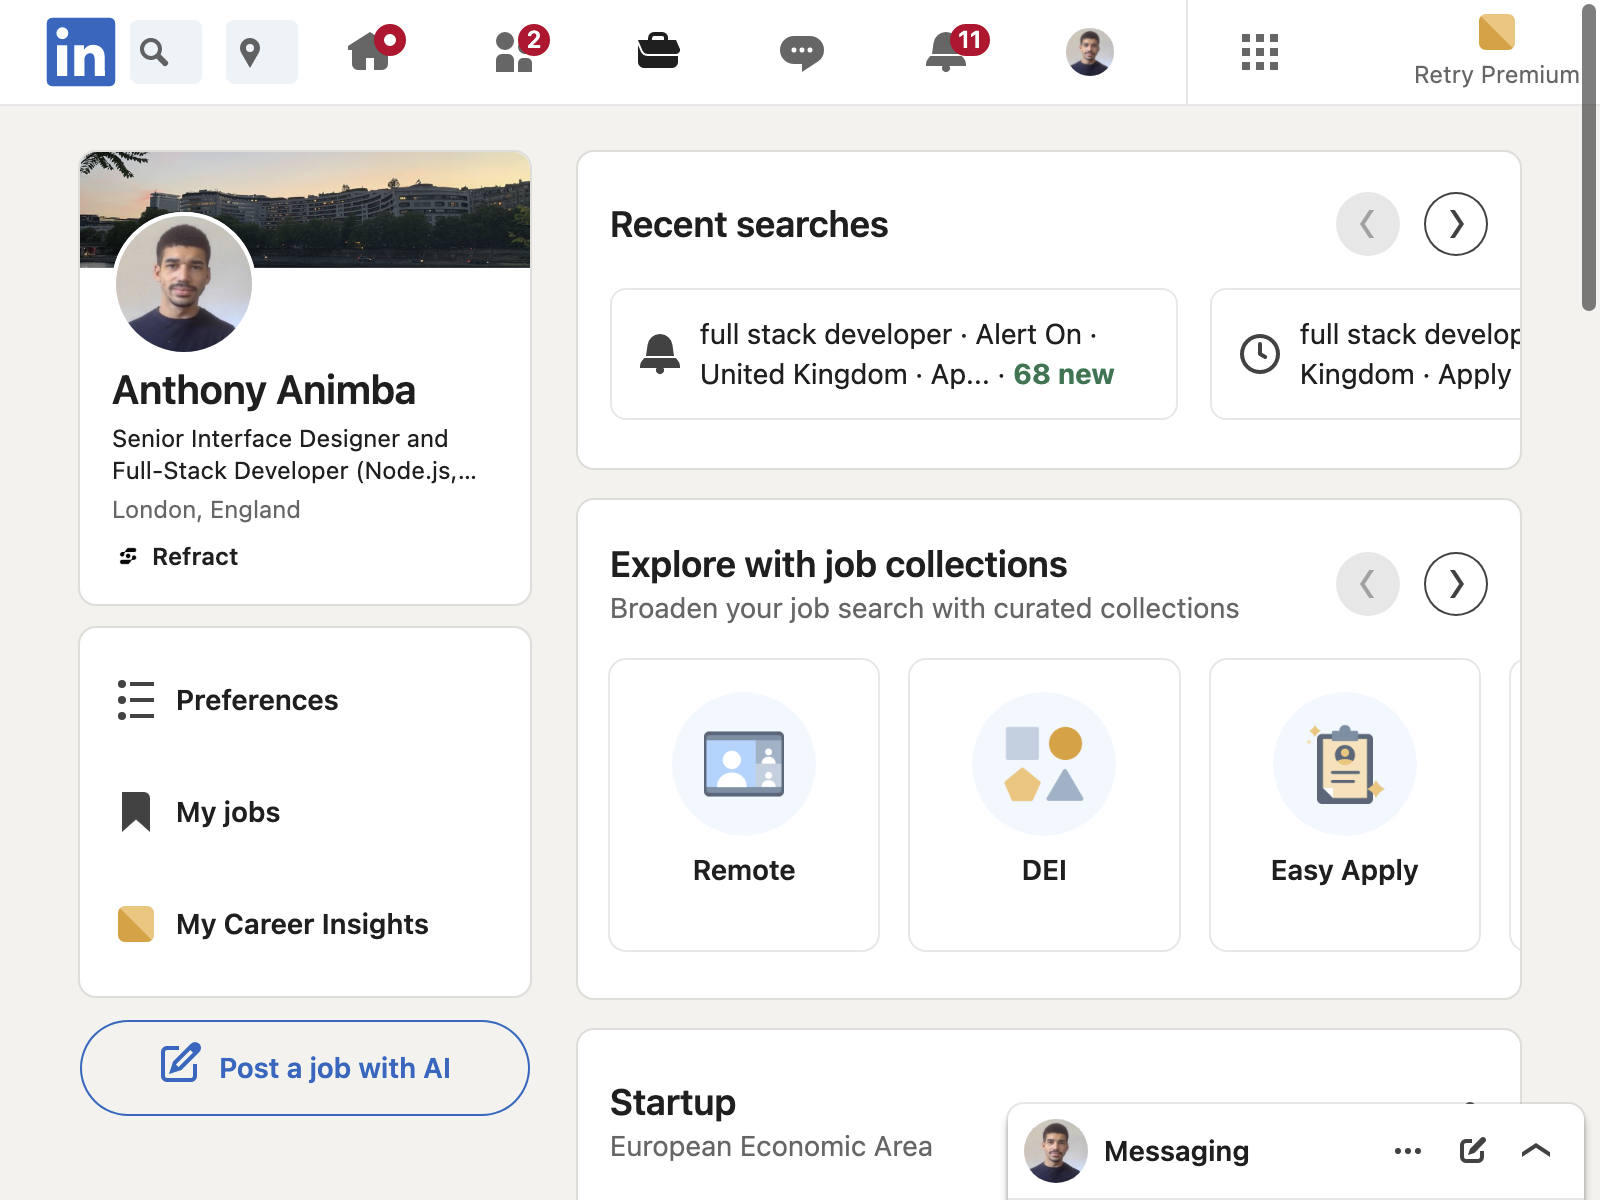 in
2
11
Retry Premium
Anthony Animba
Senior Interface Designer and
Full-Stack Developer (Node.js,...
London, England
Refract
Preferences
My jobs
My Career Insights
Post a job with AI
Recent searches
full stack developer · Alert On ·
United Kingdom · Ap... · 68 new
full stack develop
Kingdom · Apply
Explore with job collections
Broaden your job search with curated collections
Remote
DEI
Easy Apply
Startup
European Economic Area
Messaging